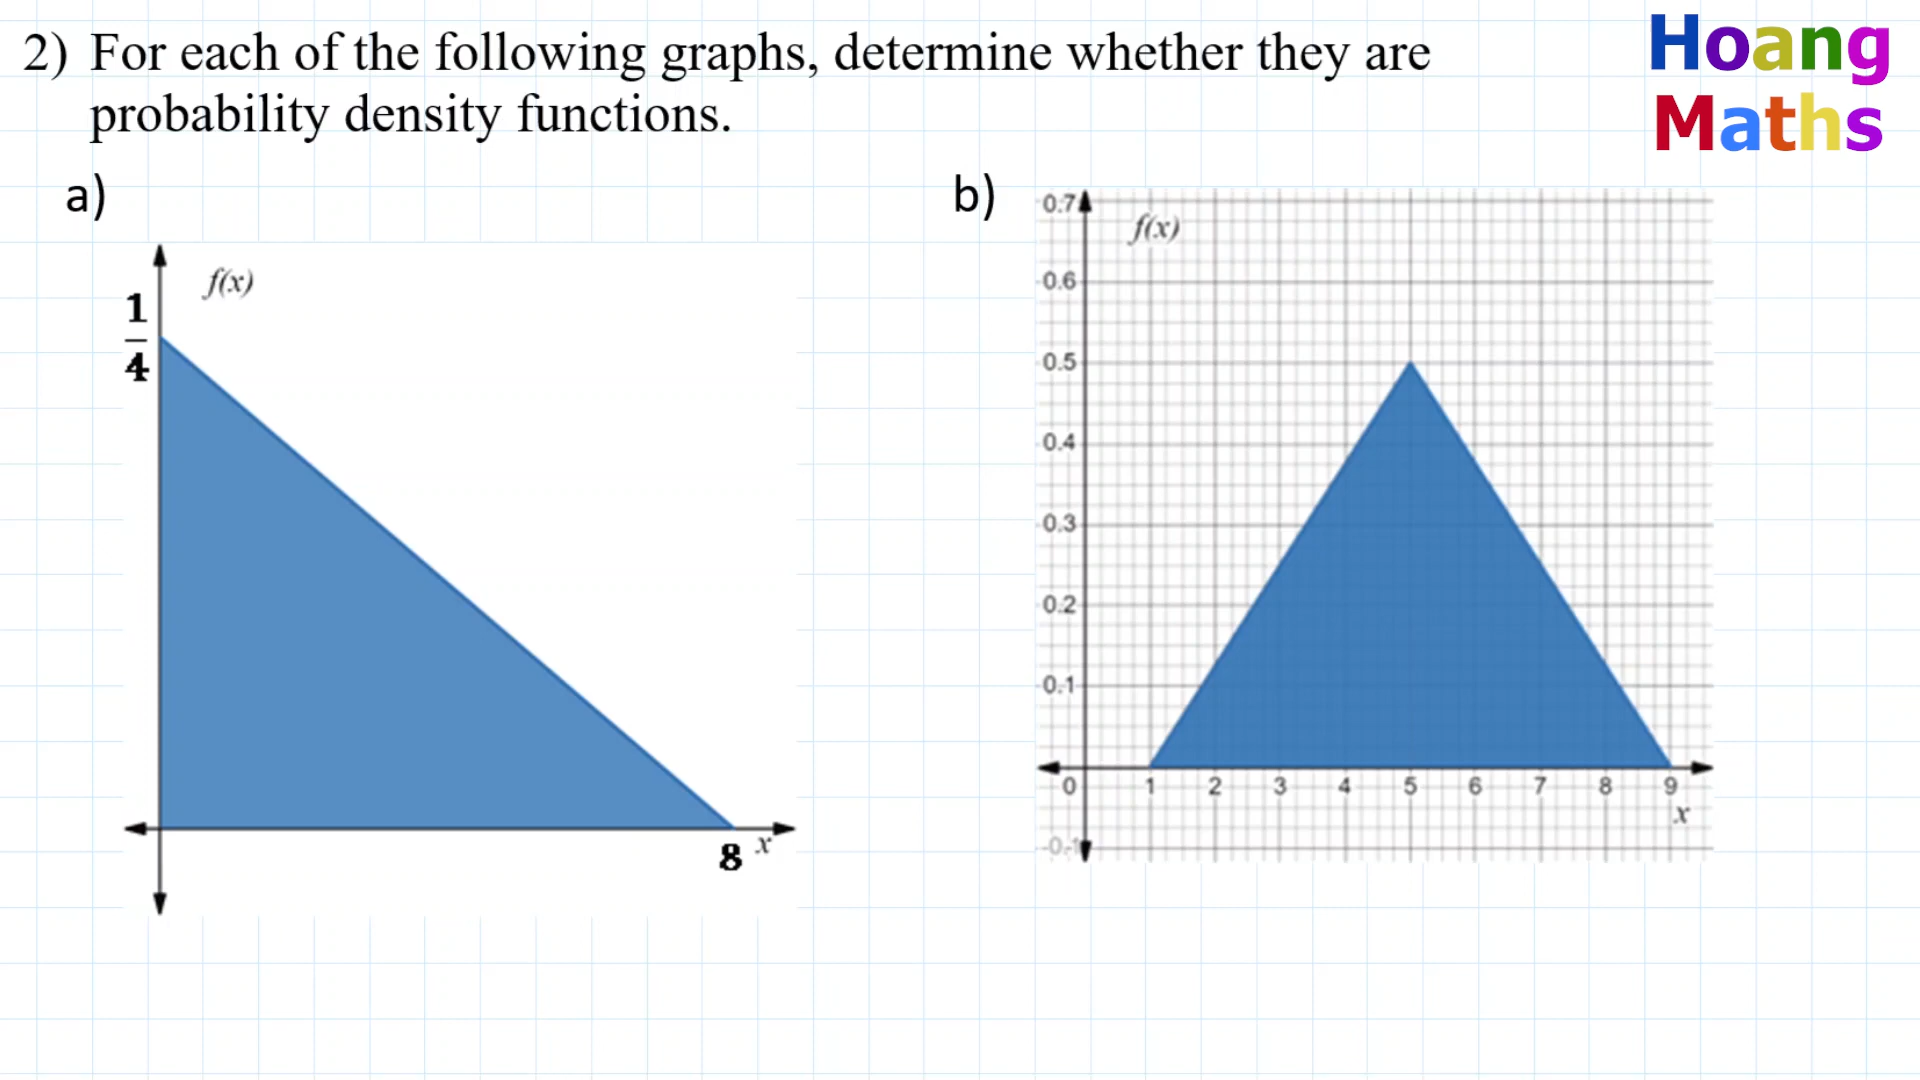 2) For each of the following graphs, determine whether they are
probability density functions.
Hoang
Maths
a)
f(x)
1
4
8
x
b)
0.7
f(x)
0.6
0.5
0.4
0.3
0.2
0.1
0 1 2 3 4 5 6 7 8 9
x
-0.1